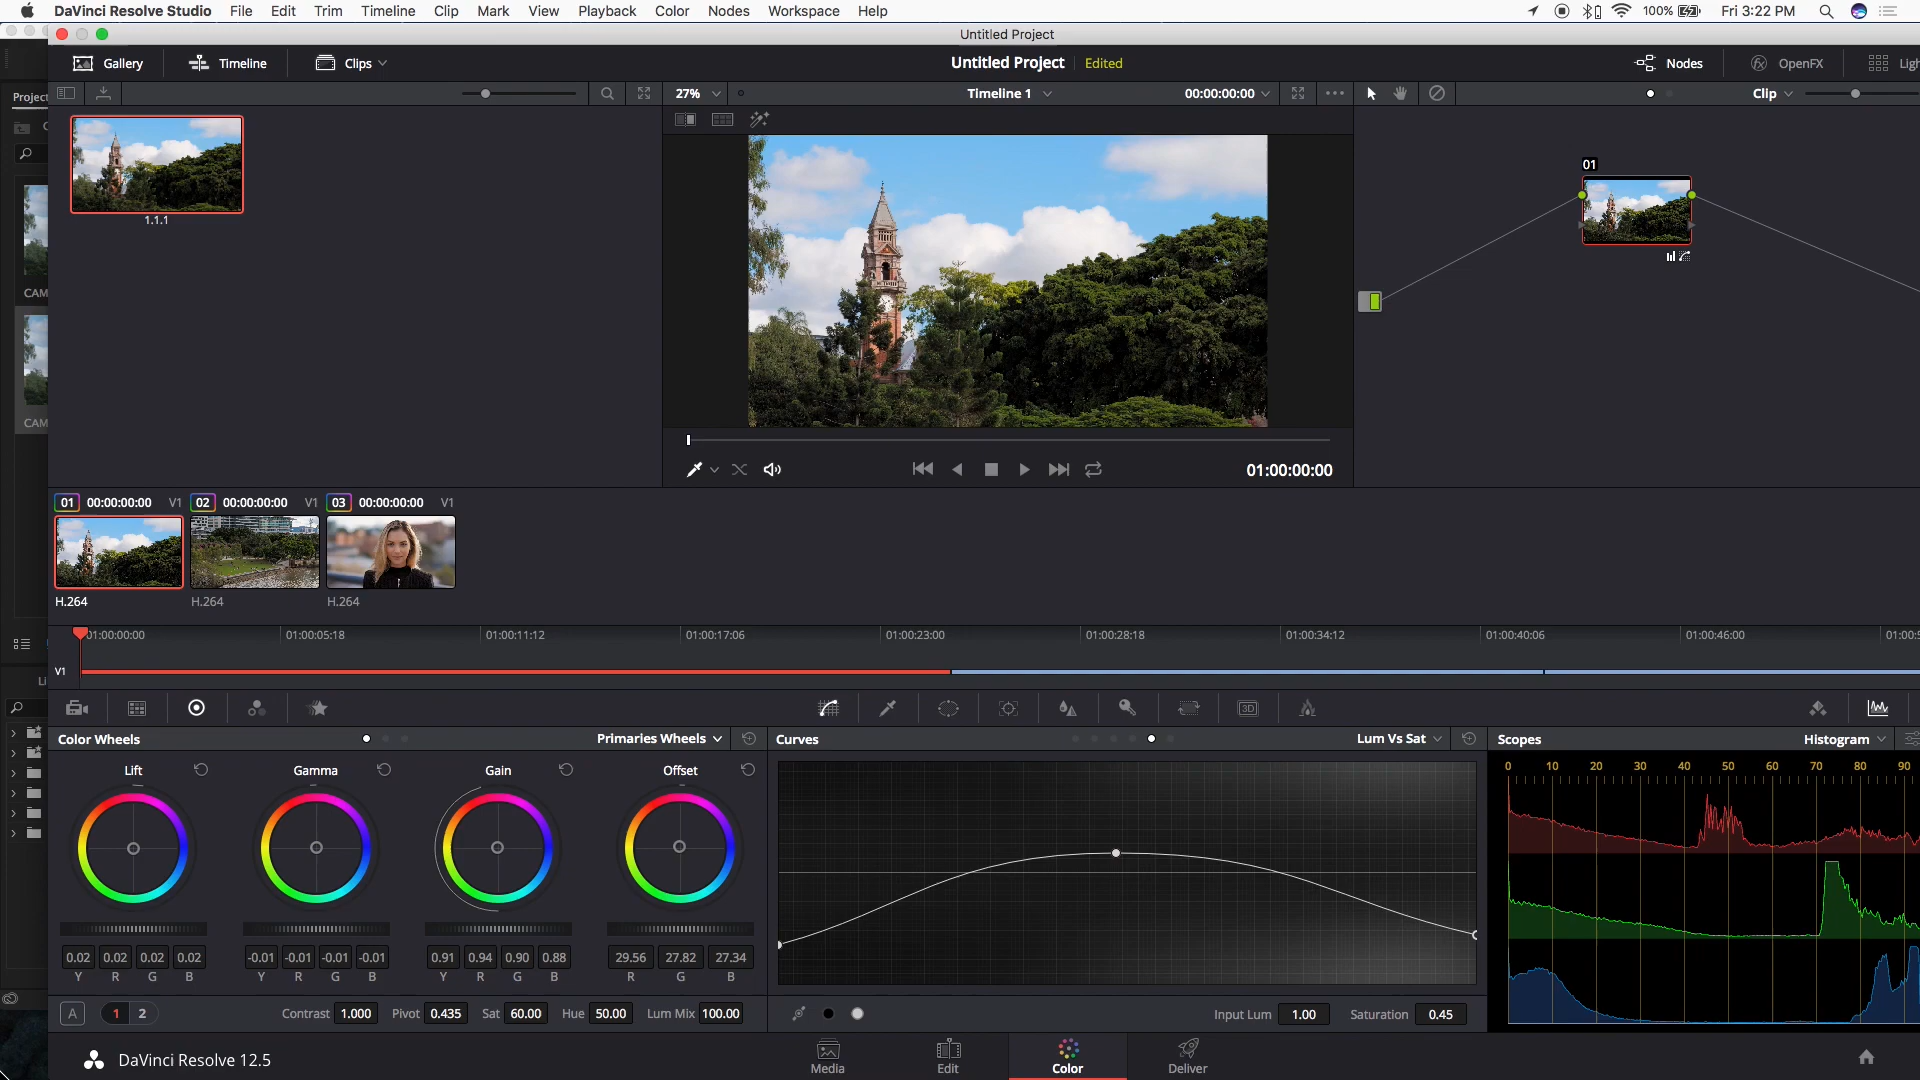 DaVinci Resolve Studio File Edit Trim Timeline Clip Mark View Playback Color Nodes Workspace Help 100% Fri 3:22 PM
Untitled Project
Gallery Timeline Clips Untitled Project Edited Nodes OpenFX Ligh
Project
27% Timeline 1 00:00:00:00 Clip
01
1.1.1
CAM
CAM
01:00:00:00
01 00:00:00:00 V1 02 00:00:00:00 V1 03 00:00:00:00 V1
H.264 H.264 H.264
01:00:00:00 01:00:05:18 01:00:11:12 01:00:17:06 01:00:23:00 01:00:28:18 01:00:34:12 01:00:40:06 01:00:46:00 01:00:5
V1
Li
3D
Color Wheels Primaries Wheels Curves Lum Vs Sat Scopes Histogram
Lift Gamma Gain Offset
0 10 20 30 40 50 60 70 80 90
0.02 0.02 0.02 0.02 -0.01 -0.01 -0.01 -0.01 0.91 0.94 0.90 0.88 29.56 27.82 27.34
Y R G B Y R G B Y R G B R G B
A 1 2 Contrast 1.000 Pivot 0.435 Sat 60.00 Hue 50.00 Lum Mix 100.00 Input Lum 1.00 Saturation 0.45
DaVinci Resolve 12.5 Media Edit Color Deliver